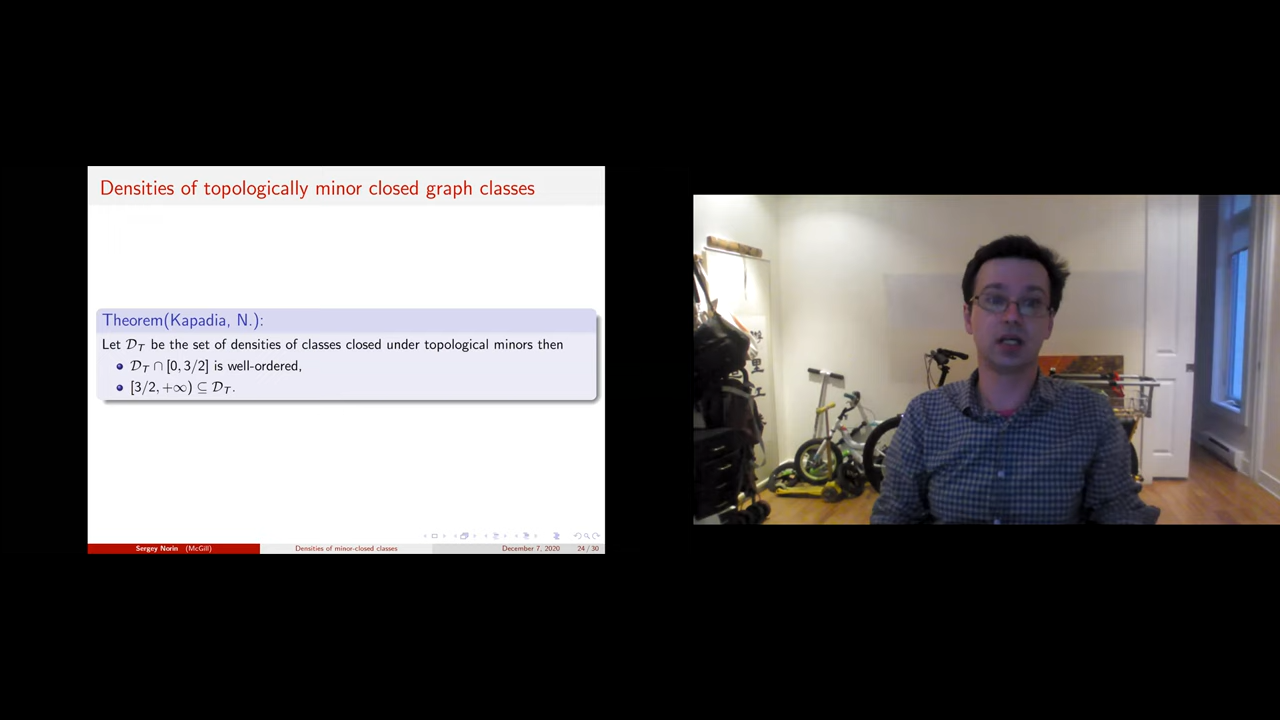 Densities of topologically minor closed graph classes
Theorem(Kapadia, N.):
Let 𝒟_T be the set of densities of classes closed under topological minors then
• 𝒟_T ∩ [0, 3/2] is well-ordered,
• [3/2, +∞) ⊆ 𝒟_T.
Sergey Norin (McGill) Densities of minor-closed classes December 7, 2020 24 / 30